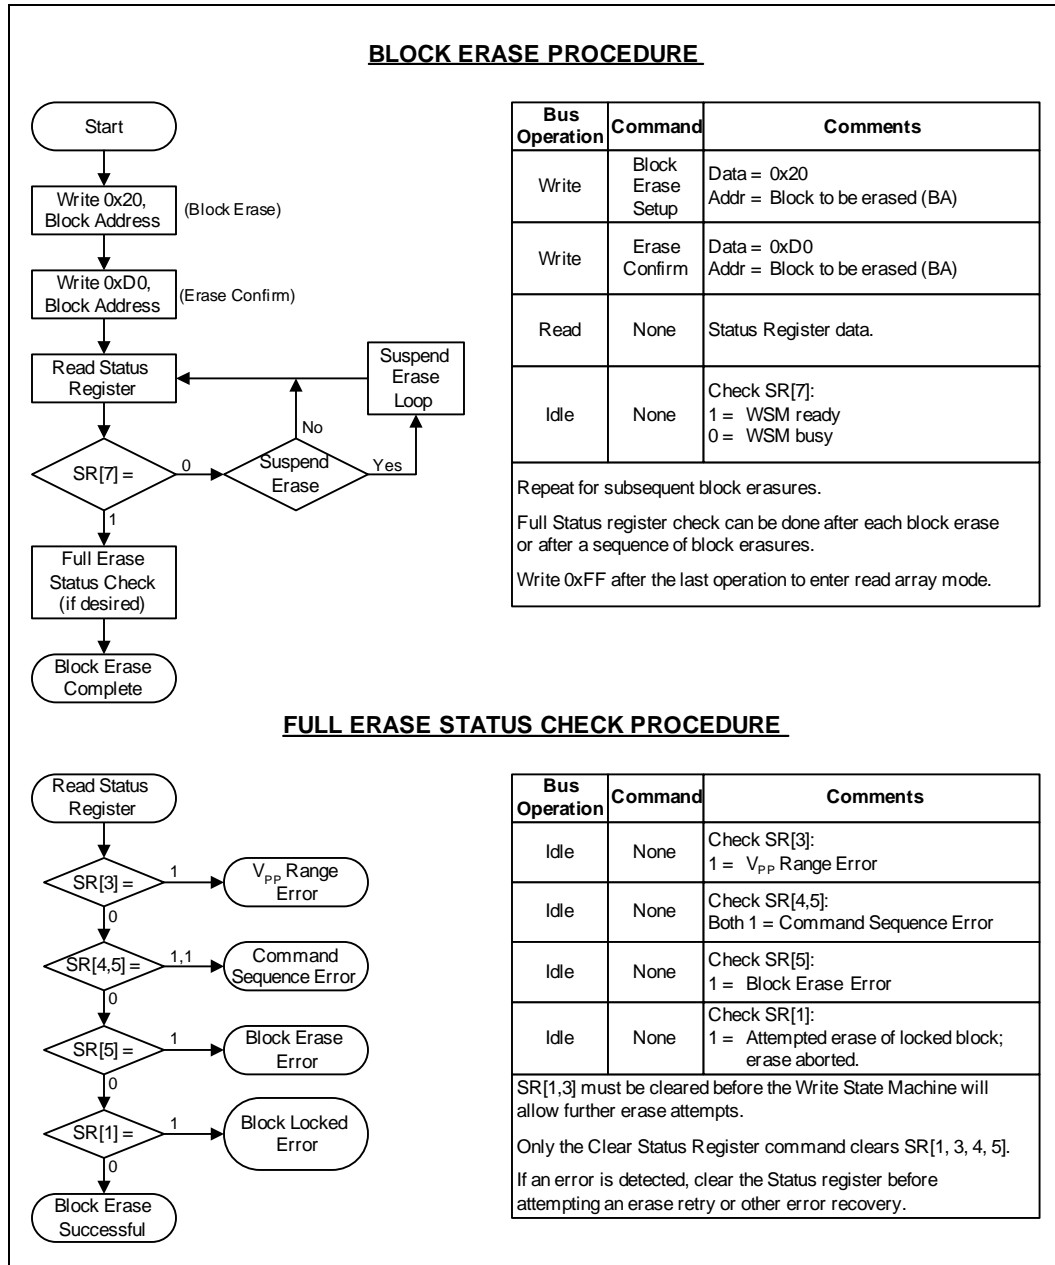 BLOCK ERASE PROCEDURE
Start
Write 0x20,
Block Address
(Block Erase)
Write 0xD0,
Block Address
(Erase Confirm)
Read Status
Register
Suspend
Erase
Loop
No
SR[7] =
0
Suspend
Erase
Yes
1
Full Erase
Status Check
(if desired)
Block Erase
Complete
Bus
Operation
Command
Comments
Write
Block
Erase
Setup
Data = 0x20
Addr = Block to be erased (BA)
Write
Erase
Confirm
Data = 0xD0
Addr = Block to be erased (BA)
Read
None
Status Register data.
Idle
None
Check SR[7]:
1 = WSM ready
0 = WSM busy
Repeat for subsequent block erasures.
Full Status register check can be done after each block erase
or after a sequence of block erasures.
Write 0xFF after the last operation to enter read array mode.
FULL ERASE STATUS CHECK PROCEDURE
Read Status
Register
SR[3] =
1
VPP Range
Error
0
SR[4,5] =
1,1
Command
Sequence Error
0
SR[5] =
1
Block Erase
Error
0
SR[1] =
1
Block Locked
Error
0
Block Erase
Successful
Bus
Operation
Command
Comments
Idle
None
Check SR[3]:
1 = VPP Range Error
Idle
None
Check SR[4,5]:
Both 1 = Command Sequence Error
Idle
None
Check SR[5]:
1 = Block Erase Error
Idle
None
Check SR[1]:
1 = Attempted erase of locked block;
erase aborted.
SR[1,3] must be cleared before the Write State Machine will
allow further erase attempts.
Only the Clear Status Register command clears SR[1, 3, 4, 5].
If an error is detected, clear the Status register before
attempting an erase retry or other error recovery.